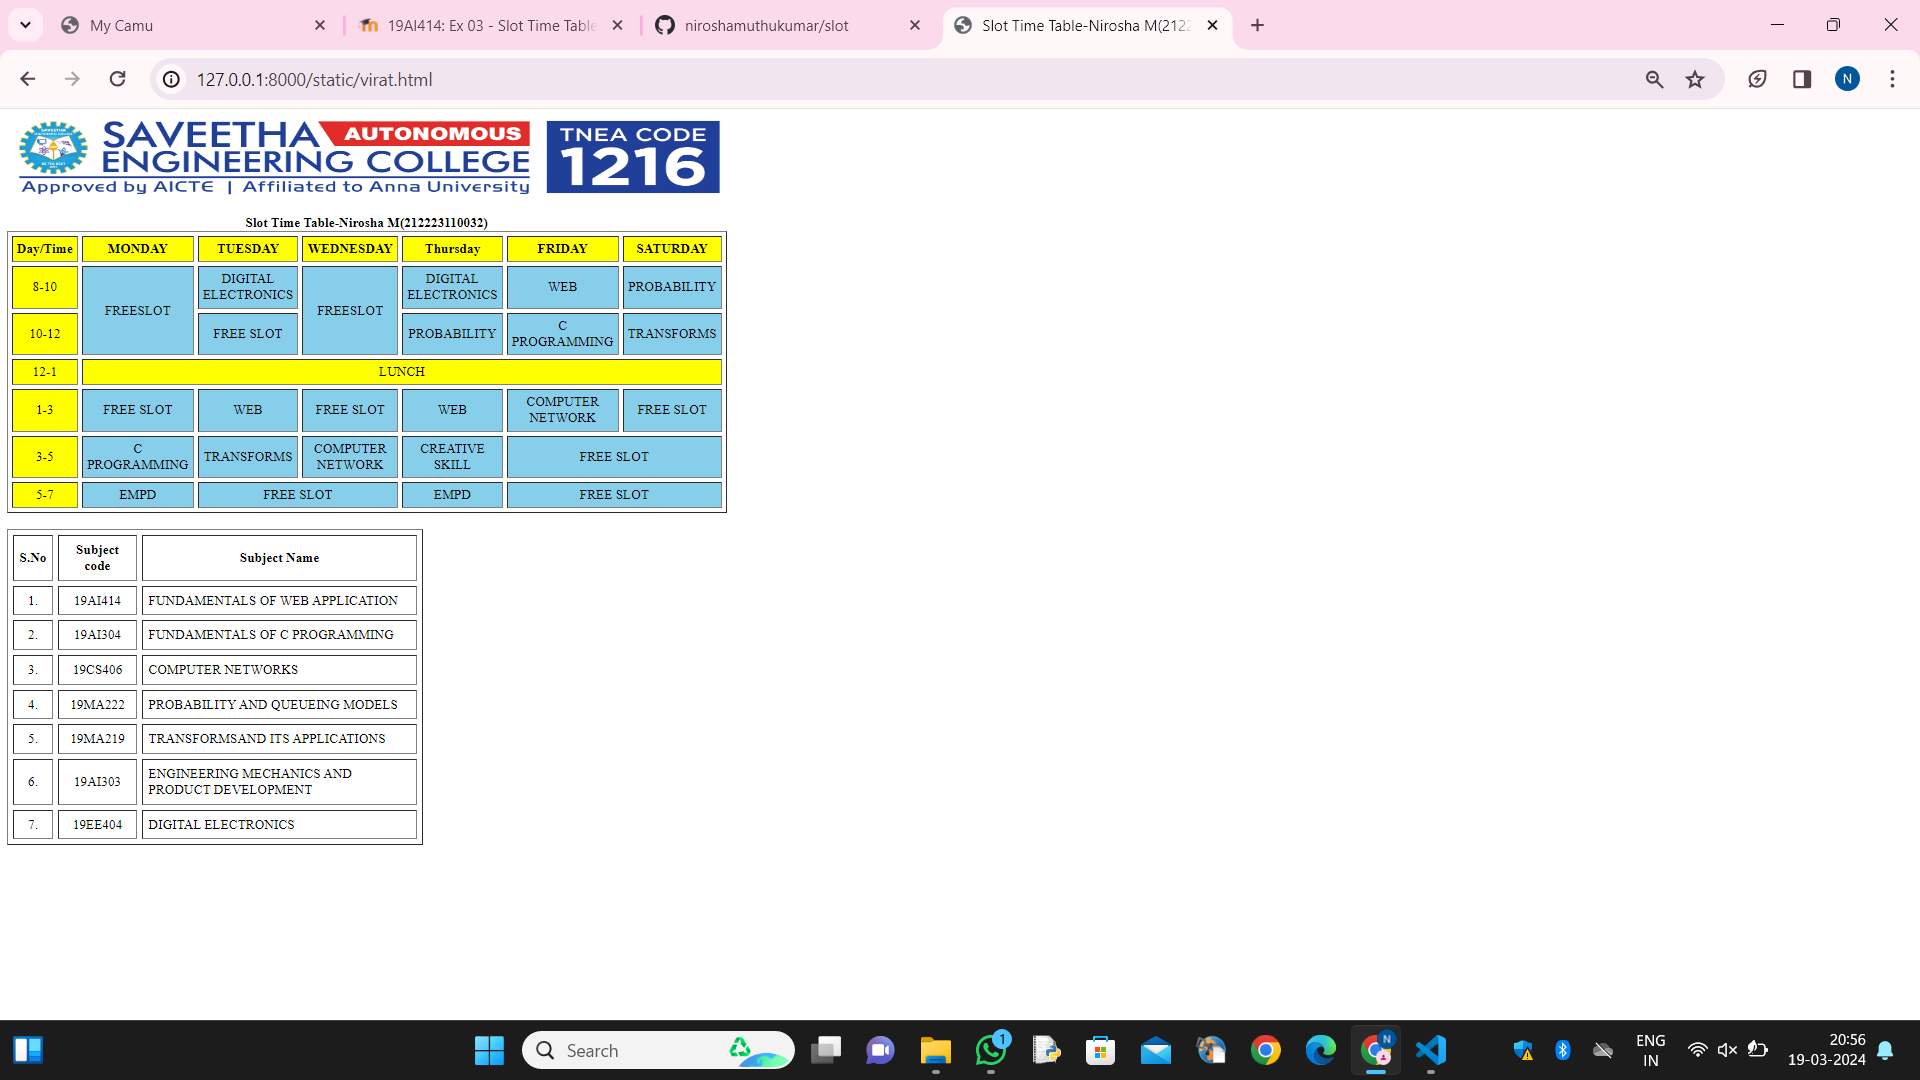 My Camu
19AI414: Ex 03 - Slot Time Table
niroshamuthukumar/slot
Slot Time Table-Nirosha M(2122
127.0.0.1:8000/static/virat.html
N
SAVEETHA AUTONOMOUS
ENGINEERING COLLEGE
Approved by AICTE | Affiliated to Anna University
TNEA CODE
1216
Slot Time Table-Nirosha M(212223110032)
Day/Time MONDAY TUESDAY WEDNESDAY Thursday FRIDAY SATURDAY
8-10 FREESLOT DIGITAL ELECTRONICS FREESLOT DIGITAL ELECTRONICS WEB PROBABILITY
10-12 FREE SLOT PROBABILITY C PROGRAMMING TRANSFORMS
12-1 LUNCH
1-3 FREE SLOT WEB FREE SLOT WEB COMPUTER NETWORK FREE SLOT
3-5 C PROGRAMMING TRANSFORMS COMPUTER NETWORK CREATIVE SKILL FREE SLOT
5-7 EMPD FREE SLOT EMPD FREE SLOT
S.No Subject code Subject Name
1. 19AI414 FUNDAMENTALS OF WEB APPLICATION
2. 19AI304 FUNDAMENTALS OF C PROGRAMMING
3. 19CS406 COMPUTER NETWORKS
4. 19MA222 PROBABILITY AND QUEUEING MODELS
5. 19MA219 TRANSFORMSAND ITS APPLICATIONS
6. 19AI303 ENGINEERING MECHANICS AND PRODUCT DEVELOPMENT
7. 19EE404 DIGITAL ELECTRONICS
Search
1
N
ENG
IN
20:56
19-03-2024